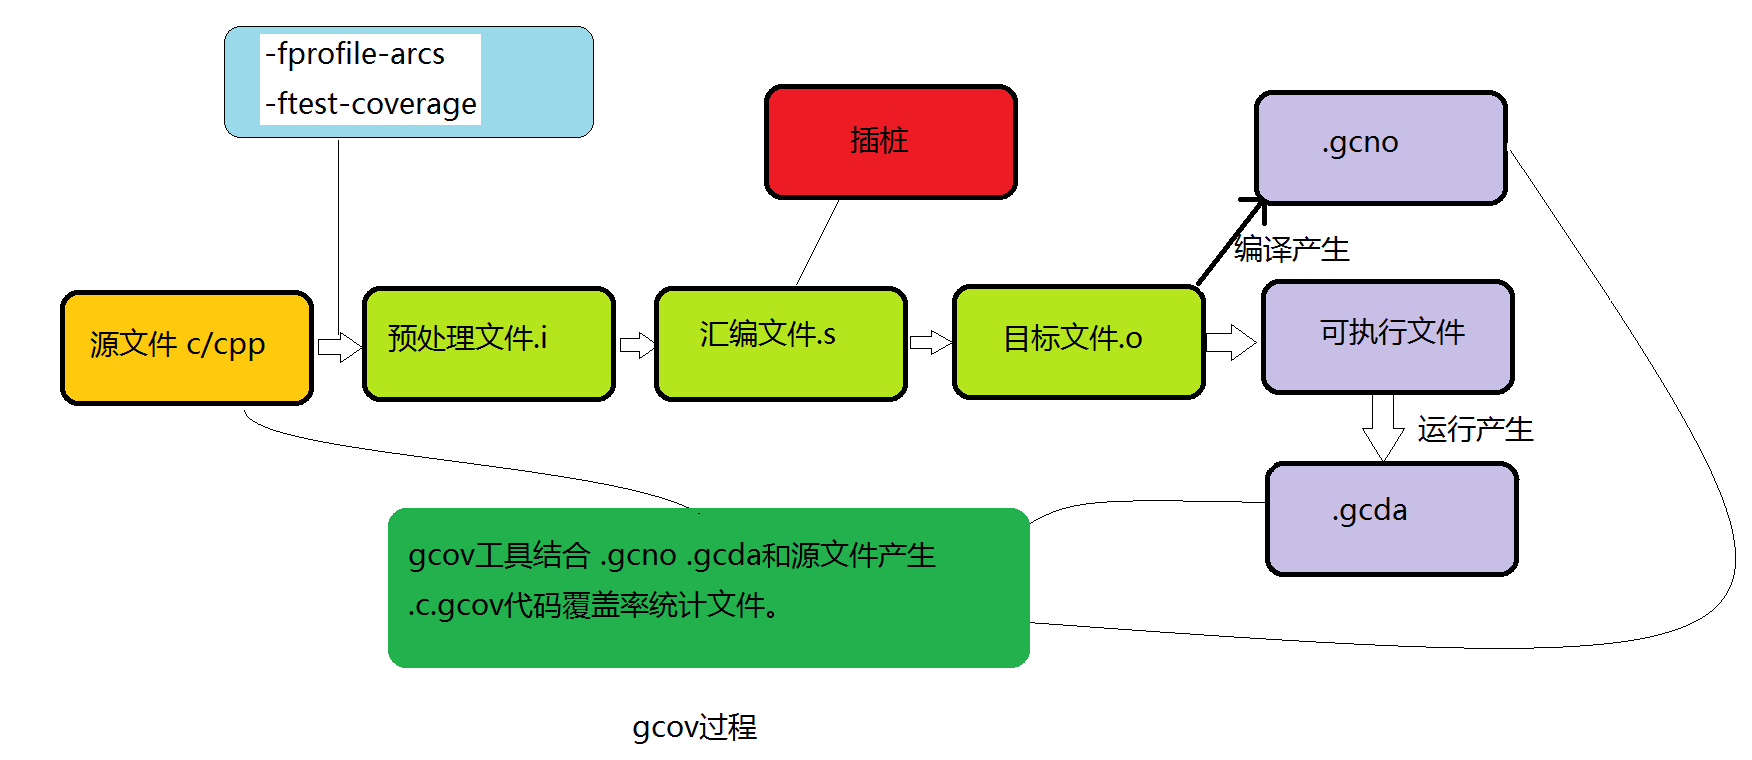 -fprofile-arcs
-ftest-coverage
插桩
.gcno
编译产生
源文件 c/cpp
预处理文件.i
汇编文件.s
目标文件.o
可执行文件
运行产生
.gcda
gcov工具结合 .gcno .gcda和源文件产生
.c.gcov代码覆盖率统计文件。
gcov过程